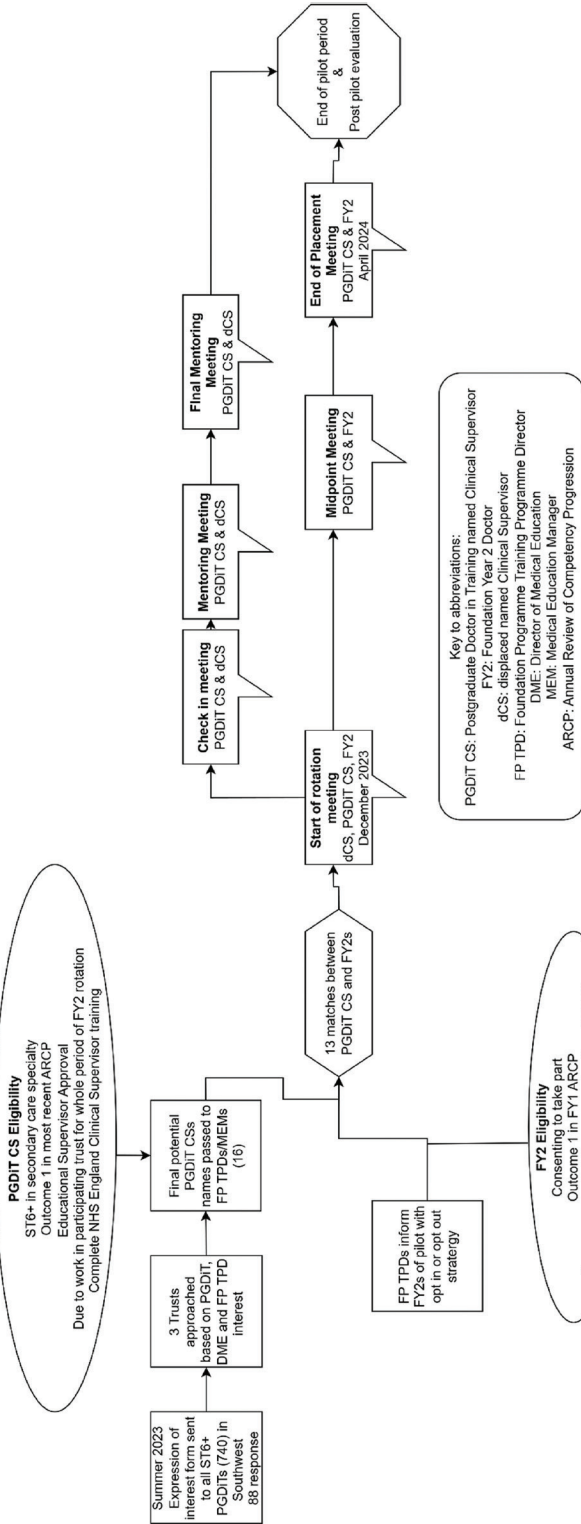 PGDiT CS Eligibility
ST6+ in secondary care specialty
Outcome 1 in most recent ARCP
Educational Supervisor Approval
Due to work in participating trust for whole period of FY2 rotation
Complete NHS England Clinical Supervisor training
Summer 2023
Expression of
interest form sent
to all ST6+
PGDiTs (740) in
Southwest
88 response
3 Trusts
approached
based on PGDiT,
DME and FP TPD
interest
Final potential
PGDiT CSs
names passed to
FP TPDs/MEMs
(16)
FP TPDs inform
FY2s of pilot with
opt in or opt out
stratergy
FY2 Eligibility
Consenting to take part
Outcome 1 in FY1 ARCP
13 matches between
PGDiT CS and FY2s
Start of rotation
meeting
dCS, PGDiT CS, FY2
December 2023
Check in meeting
PGDiT CS & dCS
Mentoring Meeting
PGDiT CS & dCS
FInal Mentoring
Meeting
PGDiT CS & dCS
Midpoint Meeting
PGDiT CS & FY2
End of Placement
Meeting
PGDiT CS & FY2
April 2024
End of pilot period
&
Post pilot evaluation
Key to abbreviations:
PGDiT CS: Postgraduate Doctor in Training named Clinical Supervisor
FY2: Foundation Year 2 Doctor
dCS: displaced named Clinical Supervisor
FP TPD: Foundation Programme Training Programme Director
DME: Director of Medical Education
MEM: Medical Education Manager
ARCP: Annual Review of Competency Progression